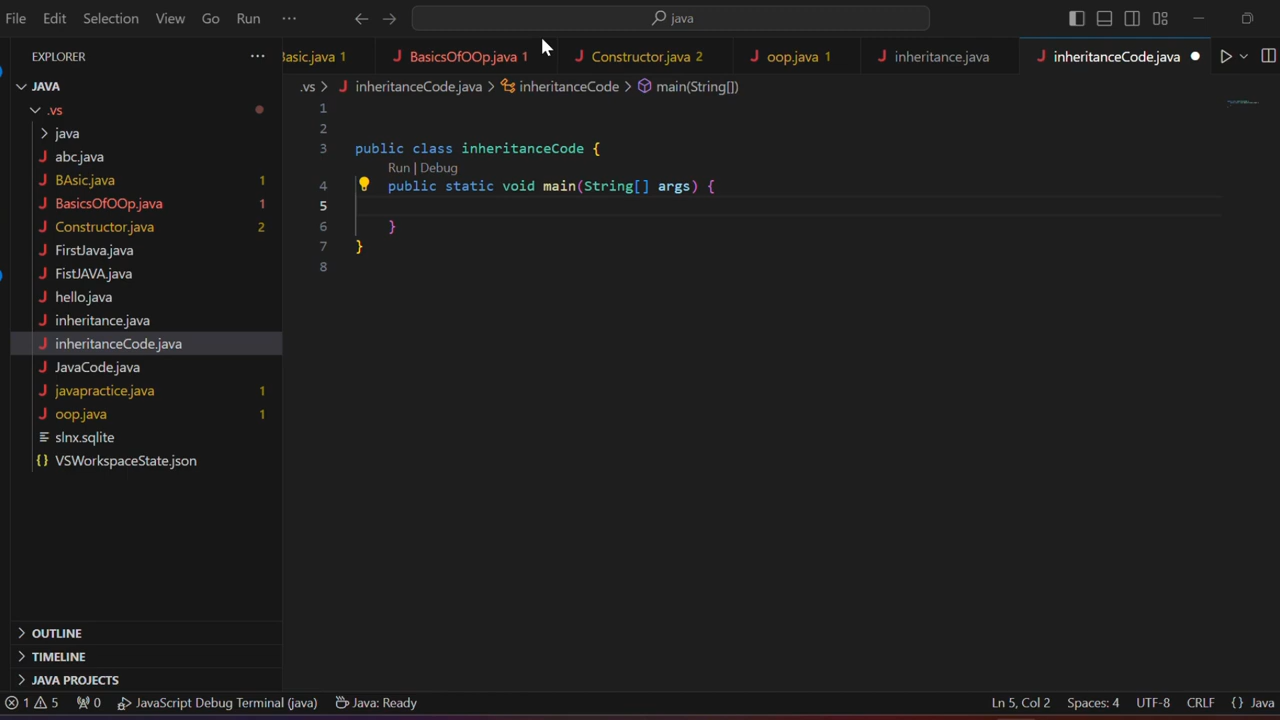 File Edit Selection View Go Run ··· java
EXPLORER ···
Basic.java 1 BasicsOfOOp.java 1 Constructor.java 2 oop.java 1 inheritance.java inheritanceCode.java
JAVA
.vs
java
abc.java
BAsic.java 1
BasicsOfOOp.java 1
Constructor.java 2
FirstJava.java
FistJAVA.java
hello.java
inheritance.java
inheritanceCode.java
JavaCode.java
javapractice.java 1
oop.java 1
slnx.sqlite
{} VSWorkspaceState.json
OUTLINE
TIMELINE
JAVA PROJECTS
.vs > inheritanceCode.java > inheritanceCode > main(String[])
1
2
3 public class inheritanceCode {
Run | Debug
4 public static void main(String[] args) {
5
6 }
7 }
8
1 5 0 JavaScript Debug Terminal (java) Java: Ready Ln 5, Col 2 Spaces: 4 UTF-8 CRLF {} Java